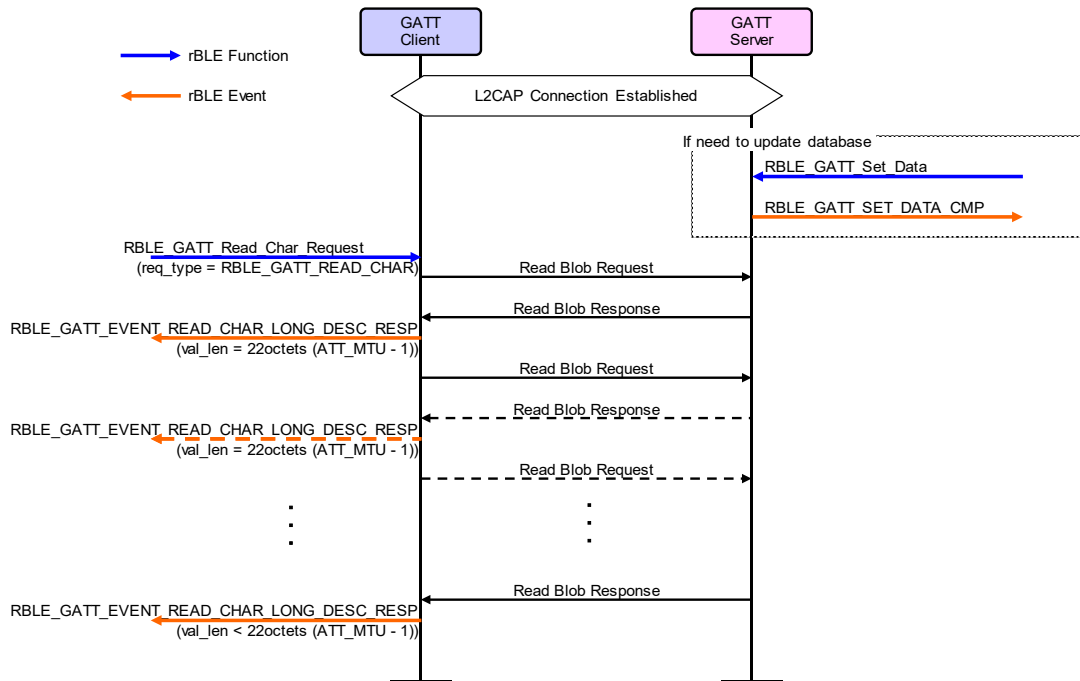 GATT
Client
GATT
Server
rBLE Function
rBLE Event
L2CAP Connection Established
If need to update database
RBLE_GATT_Set_Data
RBLE_GATT_SET_DATA_CMP
RBLE_GATT_Read_Char_Request
(req_type = RBLE_GATT_READ_CHAR)
Read Blob Request
Read Blob Response
RBLE_GATT_EVENT_READ_CHAR_LONG_DESC_RESP
(val_len = 22octets (ATT_MTU - 1))
Read Blob Request
Read Blob Response
RBLE_GATT_EVENT_READ_CHAR_LONG_DESC_RESP
(val_len = 22octets (ATT_MTU - 1))
Read Blob Request
Read Blob Response
RBLE_GATT_EVENT_READ_CHAR_LONG_DESC_RESP
(val_len < 22octets (ATT_MTU - 1))